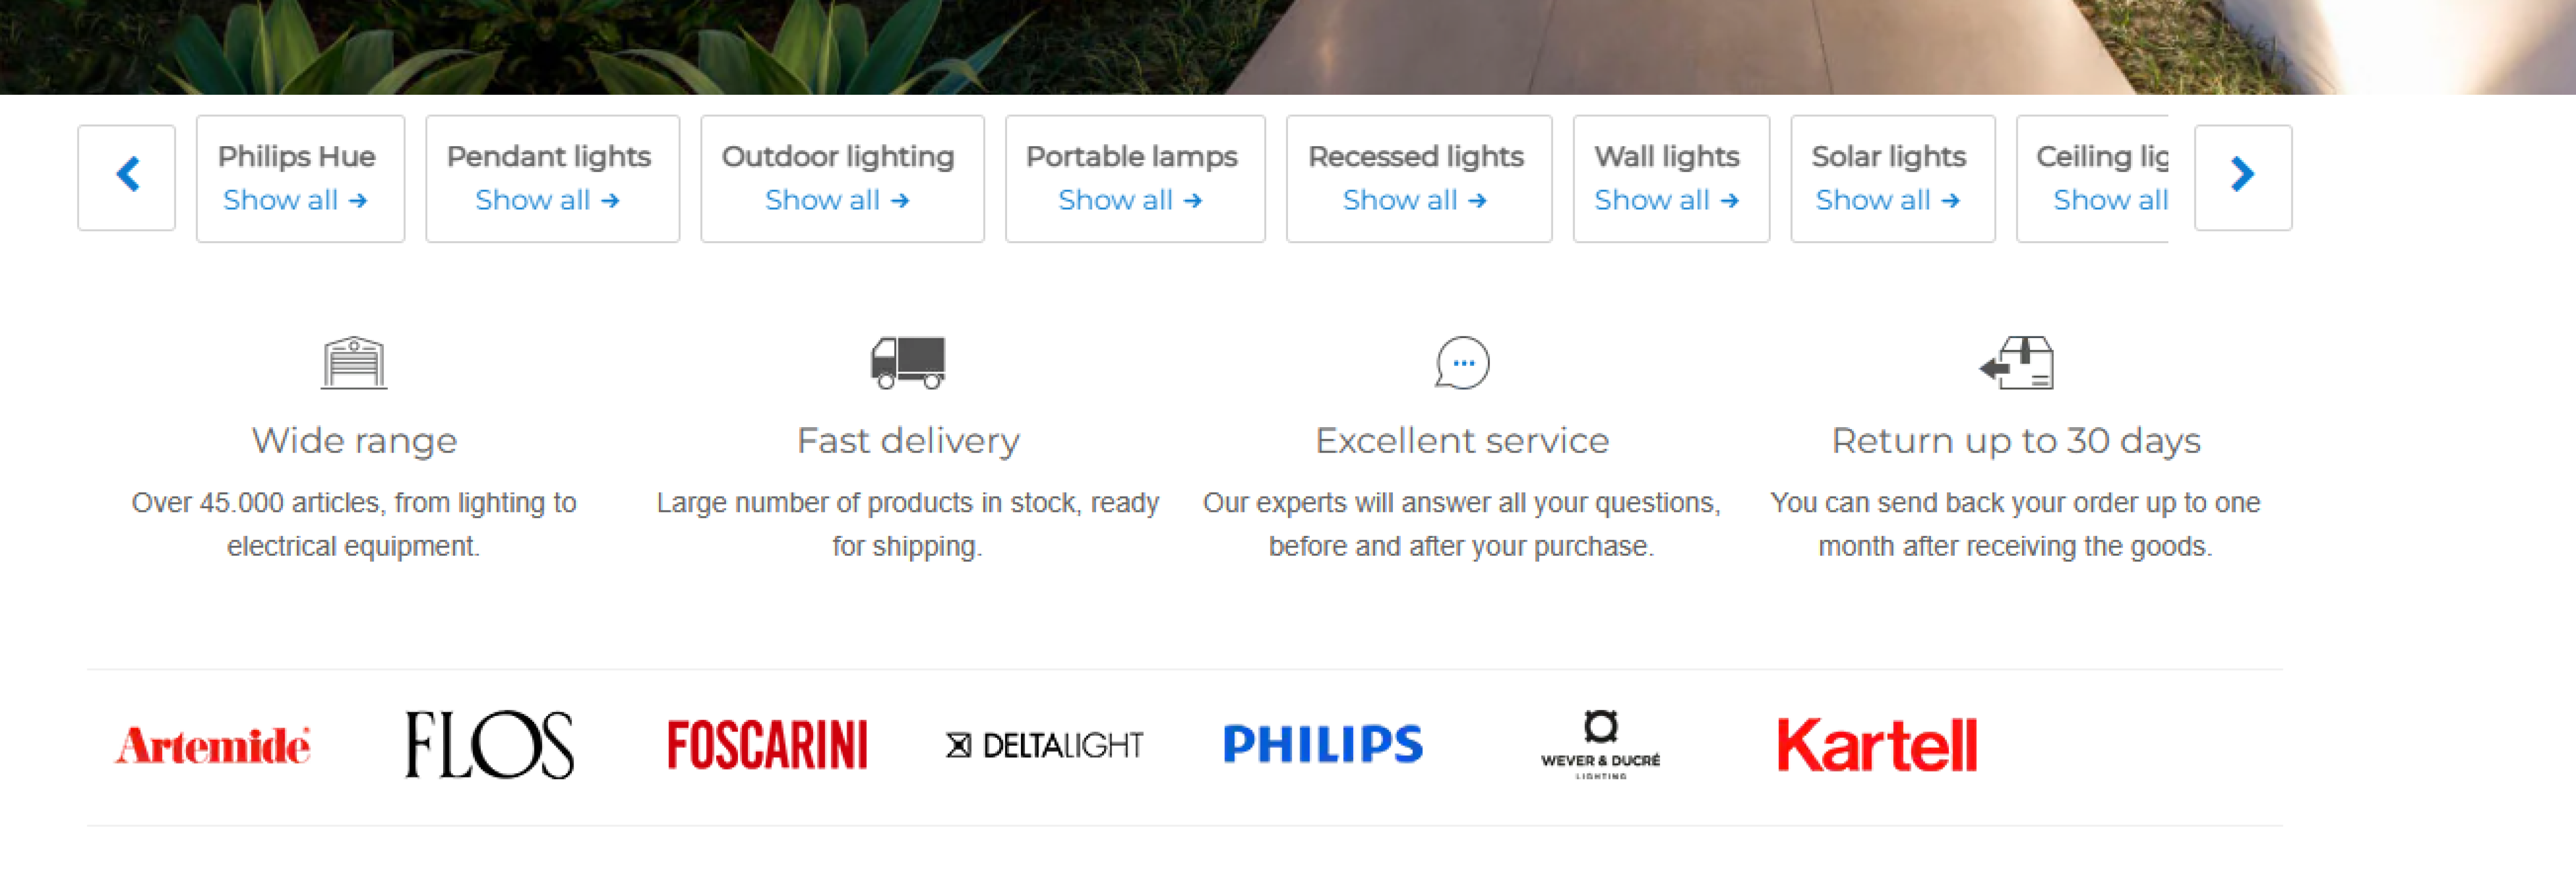 Philips Hue
Show all →
Pendant lights
Show all →
Outdoor lighting
Show all →
Portable lamps
Show all →
Recessed lights
Show all →
Wall lights
Show all →
Solar lights
Show all →
Ceiling lig
Show all
Wide range
Over 45.000 articles, from lighting to
electrical equipment.
Fast delivery
Large number of products in stock, ready
for shipping.
Excellent service
Our experts will answer all your questions,
before and after your purchase.
Return up to 30 days
You can send back your order up to one
month after receiving the goods.
Artemide
FLOS
FOSCARINI
DELTALIGHT
PHILIPS
WEVER & DUCRÉ
LIGHTING
Kartell